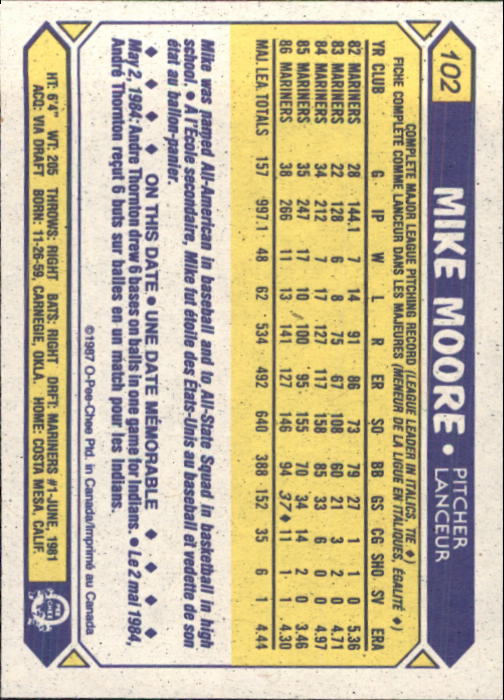 102
MIKE MOORE • PITCHER
LANCEUR
COMPLETE MAJOR LEAGUE PITCHING RECORD (LEAGUE LEADER IN ITALICS, TIE ♦)
FICHE COMPLÈTE COMME LANCEUR DANS LES MAJEURES (MENEUR DE LA LIGUE EN ITALIQUES, ÉGALITÉ ♦)
YR CLUB G IP W L R ER SO BB GS CG SHO SV ERA
82 MARINERS 28 144.1 7 14 91 86 73 79 27 1 1 0 5.36
83 MARINERS 22 128 6 8 75 67 108 60 21 3 2 0 4.71
84 MARINERS 34 212 7 17 127 117 158 85 33 6 0 0 4.97
85 MARINERS 35 247 17 10 100 95 155 70 34 14 2 0 3.46
86 MARINERS 38 266 11 13 141 127 146 94 37♦ 11 1 1 4.30
MAJ. LEA. TOTALS 157 997.1 48 62 534 492 640 388 152 35 6 1 4.44
Mike was named All-American in baseball and to All-State Squad in basketball in high
school. • À l'École secondaire, Mike fut étoile des États-Unis au baseball et vedette de son
état au ballon-panier.
♦ ♦ ♦ ♦ ON THIS DATE • UNE DATE MÉMORABLE ♦ ♦ ♦ ♦
May 2, 1984: Andre Thornton drew 6 bases on balls in one game for Indians. • Le 2 mai 1984,
André Thornton reçut 6 buts sur balles en un match pour les Indians.
©1987 O-Pee-Chee Ptd. in Canada/Imprimé au Canada
HT: 6'4" WT: 205 THROWS: RIGHT BATS: RIGHT DRFT: MARINERS #1-JUNE, 1981
ACQ: VIA DRAFT BORN: 11-26-59, CARNEGIE, OKLA. HOME: COSTA MESA, CALIF.
O PEE CHEE